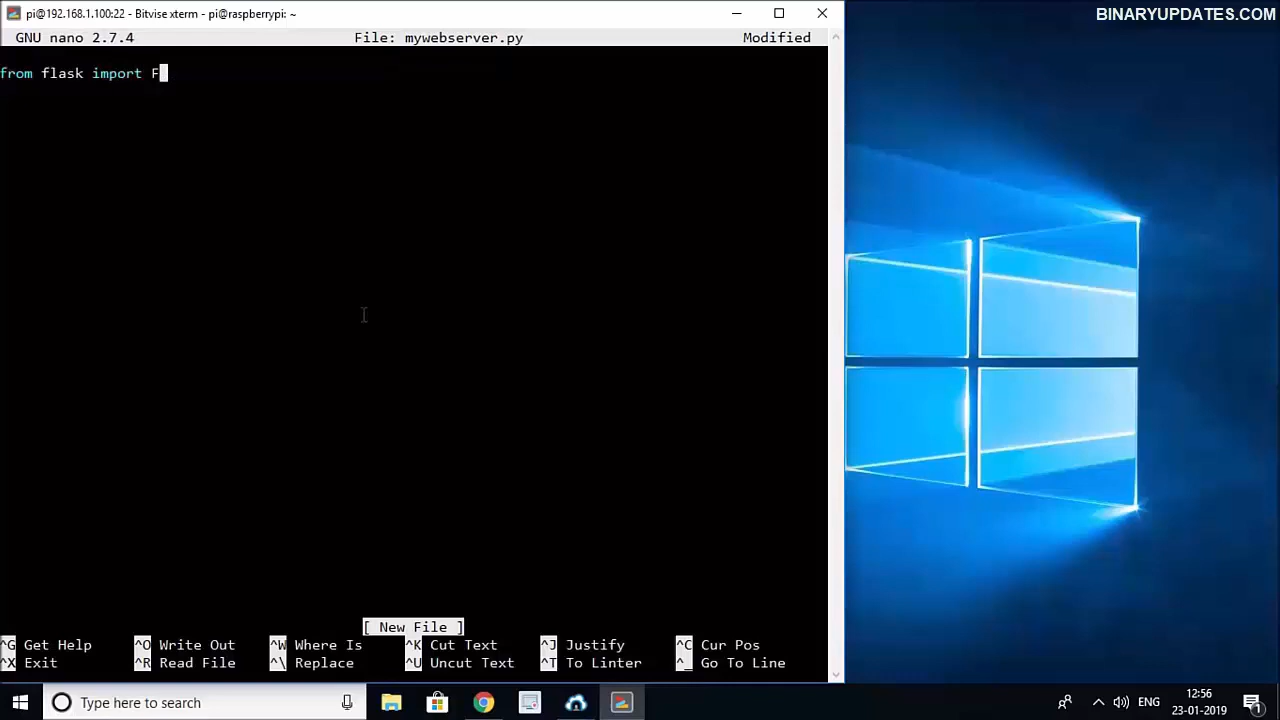 pi@192.168.1.100:22 - Bitvise xterm - pi@raspberrypi: ~
BINARYUPDATES.COM
GNU nano 2.7.4 File: mywebserver.py Modified
from flask import F
[ New File ]
^G Get Help ^O Write Out ^W Where Is ^K Cut Text ^J Justify ^C Cur Pos
^X Exit ^R Read File ^\ Replace ^U Uncut Text ^T To Linter ^_ Go To Line
Type here to search
ENG
12:56
23-01-2019
1